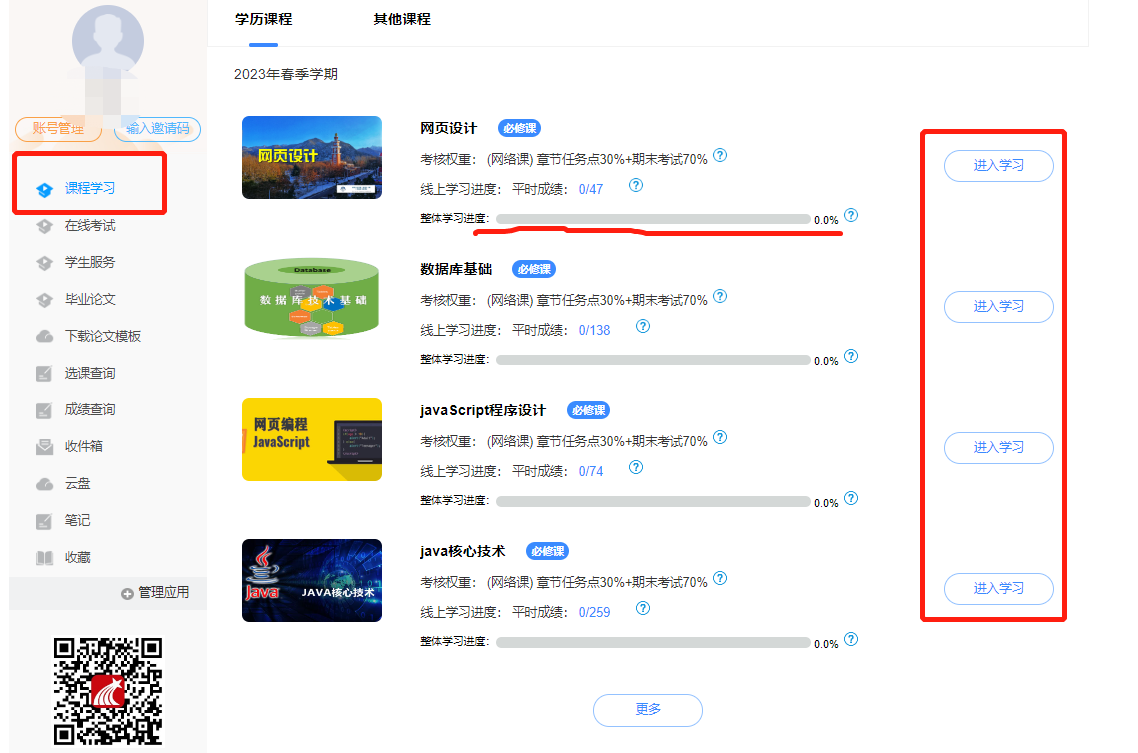 学历课程
其他课程
账号管理
输入邀请码
课程学习
在线考试
学生服务
毕业论文
下载论文模板
选课查询
成绩查询
收件箱
云盘
笔记
收藏
管理应用
2023年春季学期
网页设计
网页设计 必修课
考核权重: (网络课) 章节任务点30%+期末考试70% ?
线上学习进度: 平时成绩: 0/47 ?
整体学习进度: 0.0% ?
进入学习
Database
数据库技术基础
数据库基础 必修课
考核权重: (网络课) 章节任务点30%+期末考试70% ?
线上学习进度: 平时成绩: 0/138 ?
整体学习进度: 0.0% ?
进入学习
网页编程
JavaScript
javaScript程序设计 必修课
考核权重: (网络课) 章节任务点30%+期末考试70% ?
线上学习进度: 平时成绩: 0/74 ?
整体学习进度: 0.0% ?
进入学习
Java
JAVA核心技术
java核心技术 必修课
考核权重: (网络课) 章节任务点30%+期末考试70% ?
线上学习进度: 平时成绩: 0/259 ?
整体学习进度: 0.0% ?
进入学习
更多